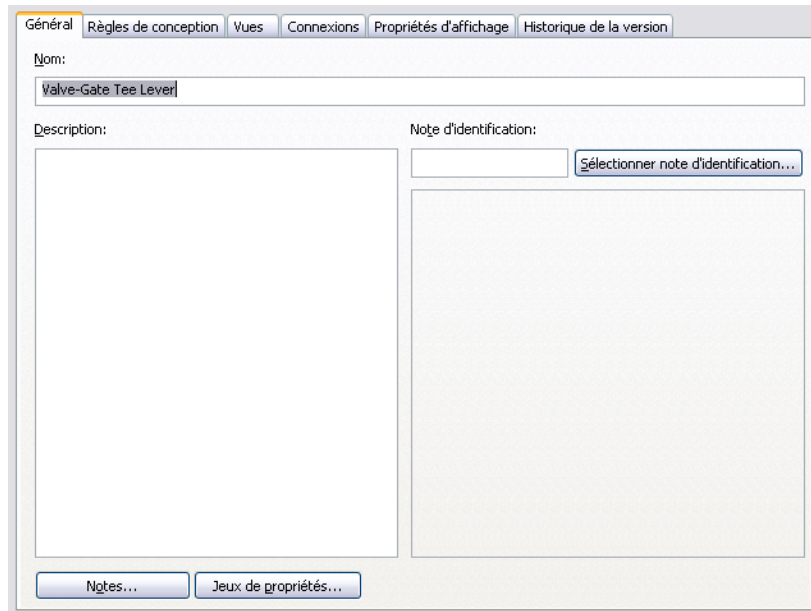 Général Règles de conception Vues Connexions Propriétés d'affichage Historique de la version
Nom:
Valve-Gate Tee Lever
Description: Note d'identification:
Sélectionner note d'identification...
Notes... Jeux de propriétés...